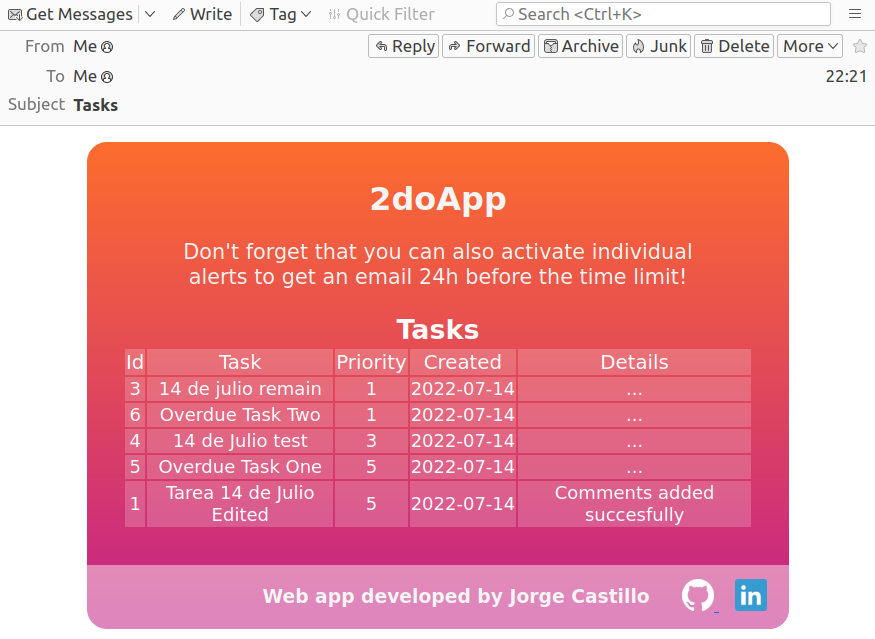 Get Messages Write Tag Quick Filter Search <Ctrl+K>
From Me Reply Forward Archive Junk Delete More
To Me 22:21
Subject Tasks
2doApp
Don't forget that you can also activate individual
alerts to get an email 24h before the time limit!
Tasks
Id Task Priority Created Details
3 14 de julio remain 1 2022-07-14 ...
6 Overdue Task Two 1 2022-07-14 ...
4 14 de Julio test 3 2022-07-14 ...
5 Overdue Task One 5 2022-07-14 ...
1 Tarea 14 de Julio Edited 5 2022-07-14 Comments added succesfully
Web app developed by Jorge Castillo in